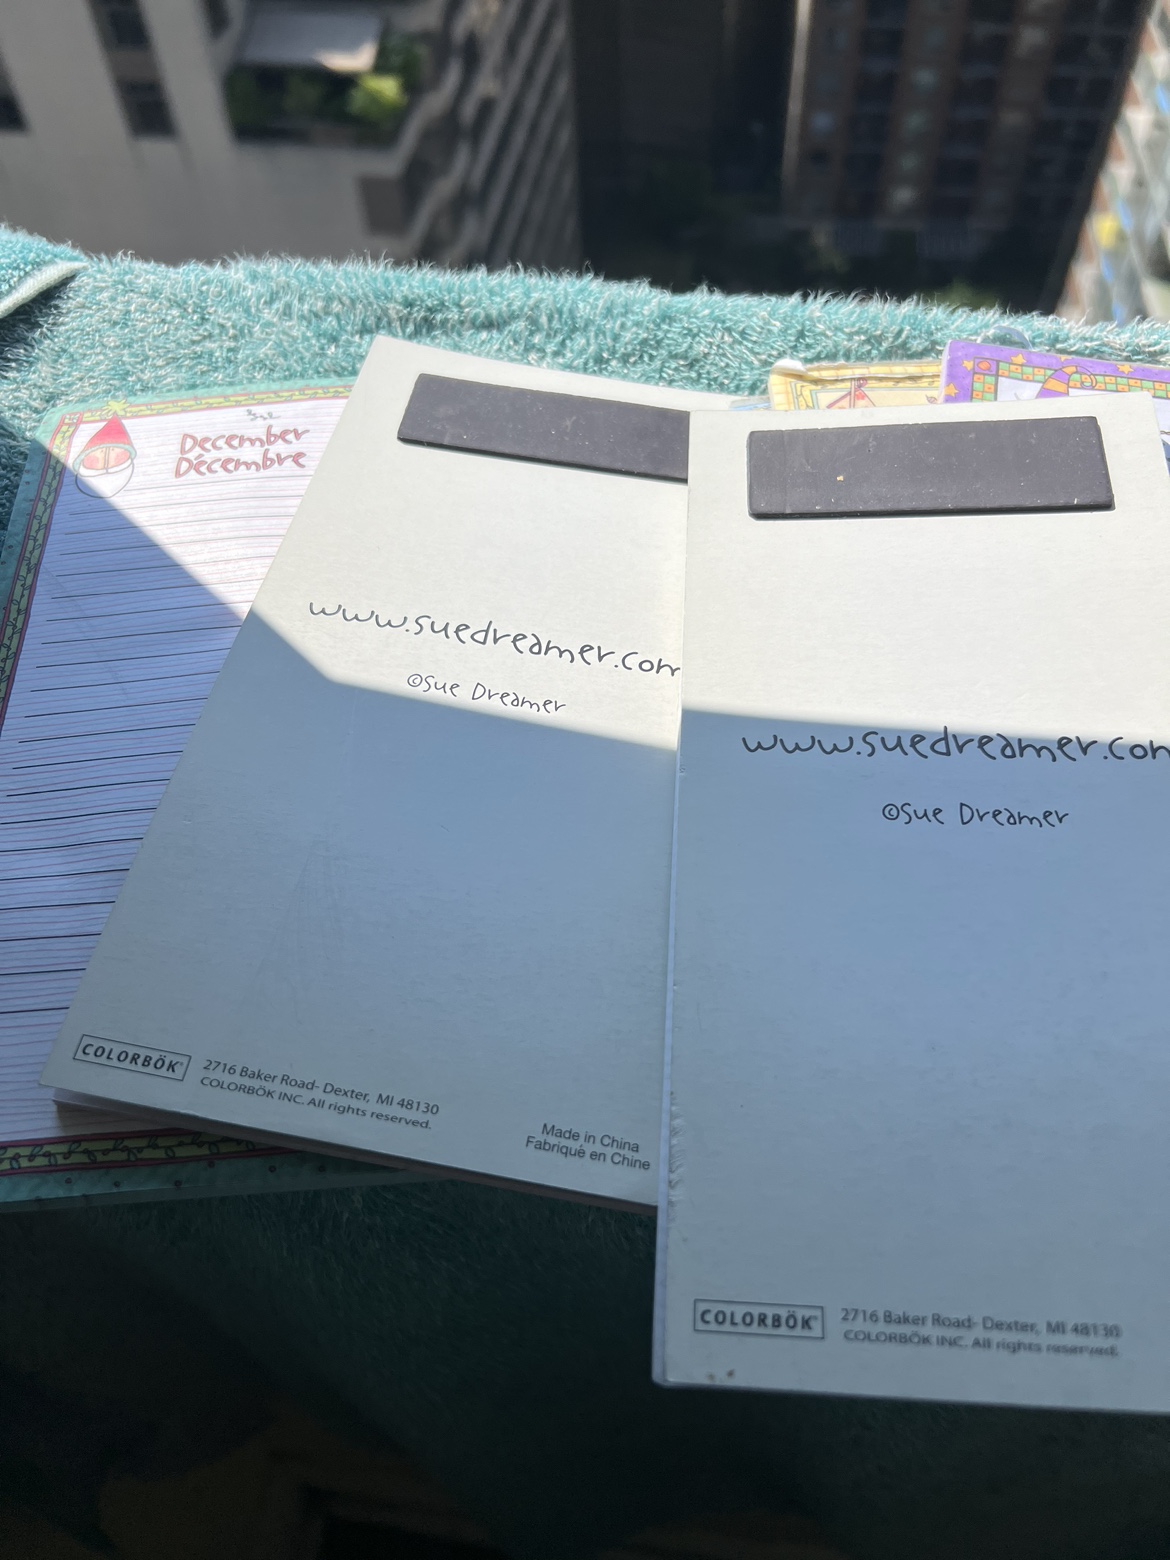 December
Décembre
www.suedreamer.com
©Sue Dreamer
COLORBÖK
2716 Baker Road- Dexter, MI 48130
COLORBÖK INC. All rights reserved.
Made in China
Fabriqué en Chine
www.suedreamer.com
©Sue Dreamer
COLORBÖK
2716 Baker Road- Dexter, MI 48130
COLORBÖK INC. All rights reserved.